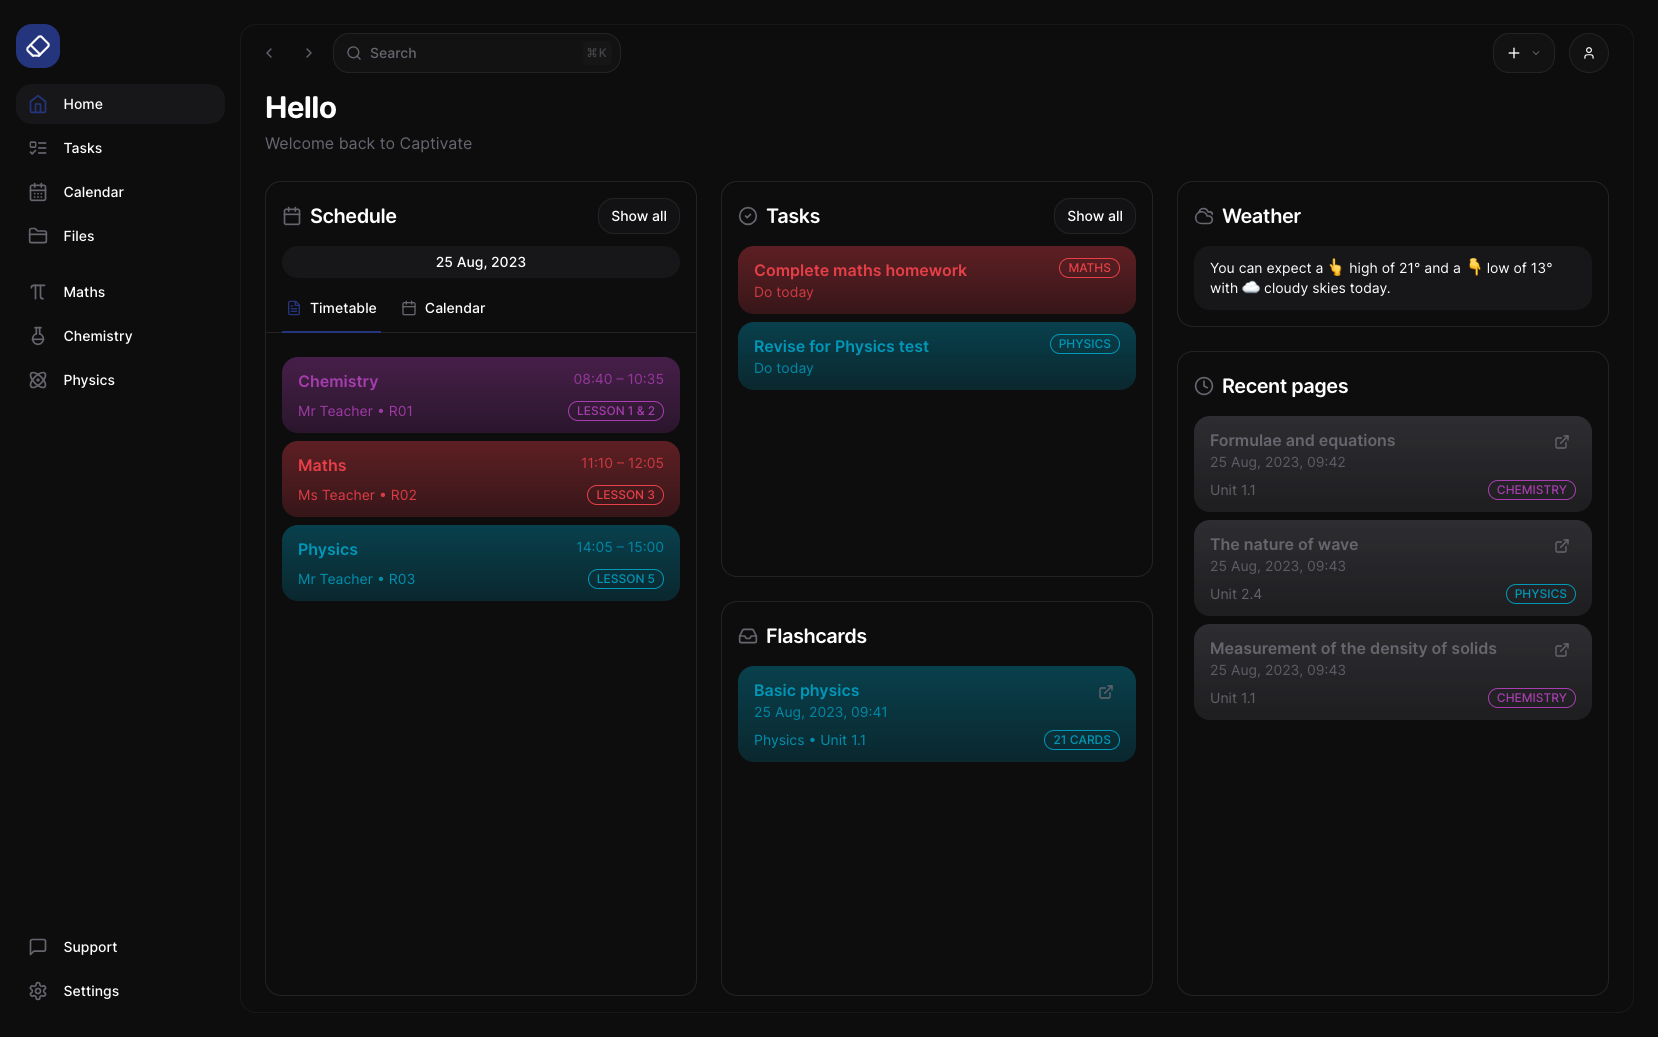 Home
Tasks
Calendar
Files
Maths
Chemistry
Physics
Support
Settings
Search ⌘K
Hello
Welcome back to Captivate
Schedule
Show all
25 Aug, 2023
Timetable
Calendar
Chemistry
08:40 – 10:35
Mr Teacher • R01
LESSON 1 & 2
Maths
11:10 – 12:05
Ms Teacher • R02
LESSON 3
Physics
14:05 – 15:00
Mr Teacher • R03
LESSON 5
Tasks
Show all
Complete maths homework
MATHS
Do today
Revise for Physics test
PHYSICS
Do today
Flashcards
Basic physics
25 Aug, 2023, 09:41
Physics • Unit 1.1
21 CARDS
Weather
You can expect a 👆 high of 21° and a 👇 low of 13°
with ☁️ cloudy skies today.
Recent pages
Formulae and equations
25 Aug, 2023, 09:42
Unit 1.1
CHEMISTRY
The nature of wave
25 Aug, 2023, 09:43
Unit 2.4
PHYSICS
Measurement of the density of solids
25 Aug, 2023, 09:43
Unit 1.1
CHEMISTRY